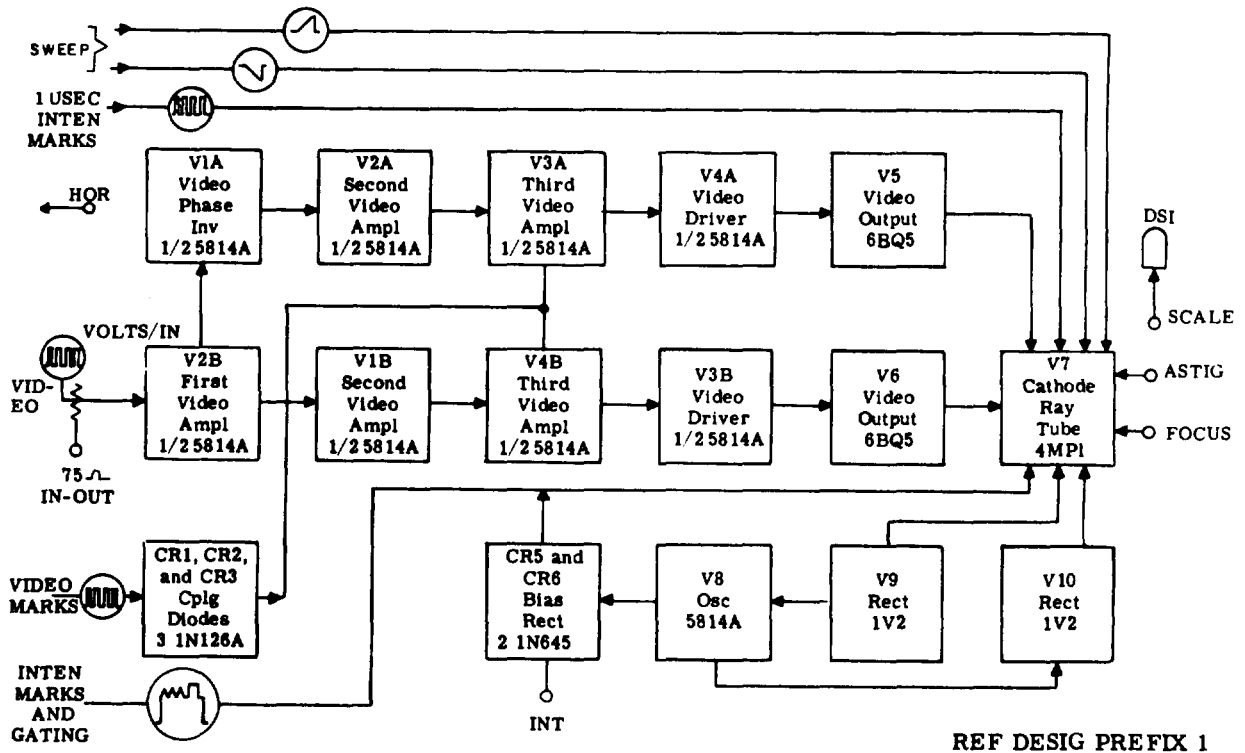 SWEEP
1 USEC
INTEN
MARKS
HOR
V1A
Video
Phase
Inv
1/2 5814A
V2A
Second
Video
Ampl
1/2 5814A
V3A
Third
Video
Ampl
1/2 5814A
V4A
Video
Driver
1/2 5814A
V5
Video
Output
6BQ5
DSI
SCALE
VOLTS/IN
VID-
EO
75
IN-OUT
V2B
First
Video
Ampl
1/2 5814A
V1B
Second
Video
Ampl
1/2 5814A
V4B
Third
Video
Ampl
1/2 5814A
V3B
Video
Driver
1/2 5814A
V6
Video
Output
6BQ5
V7
Cathode
Ray
Tube
4MP1
ASTIG
FOCUS
VIDEO
MARKS
CR1, CR2,
and CR3
Cplg
Diodes
3 1N126A
CR5 and
CR6
Bias
Rect
2 1N645
V8
Osc
5814A
V9
Rect
1V2
V10
Rect
1V2
INTEN
MARKS
AND
GATING
INT
REF DESIG PREFIX 1